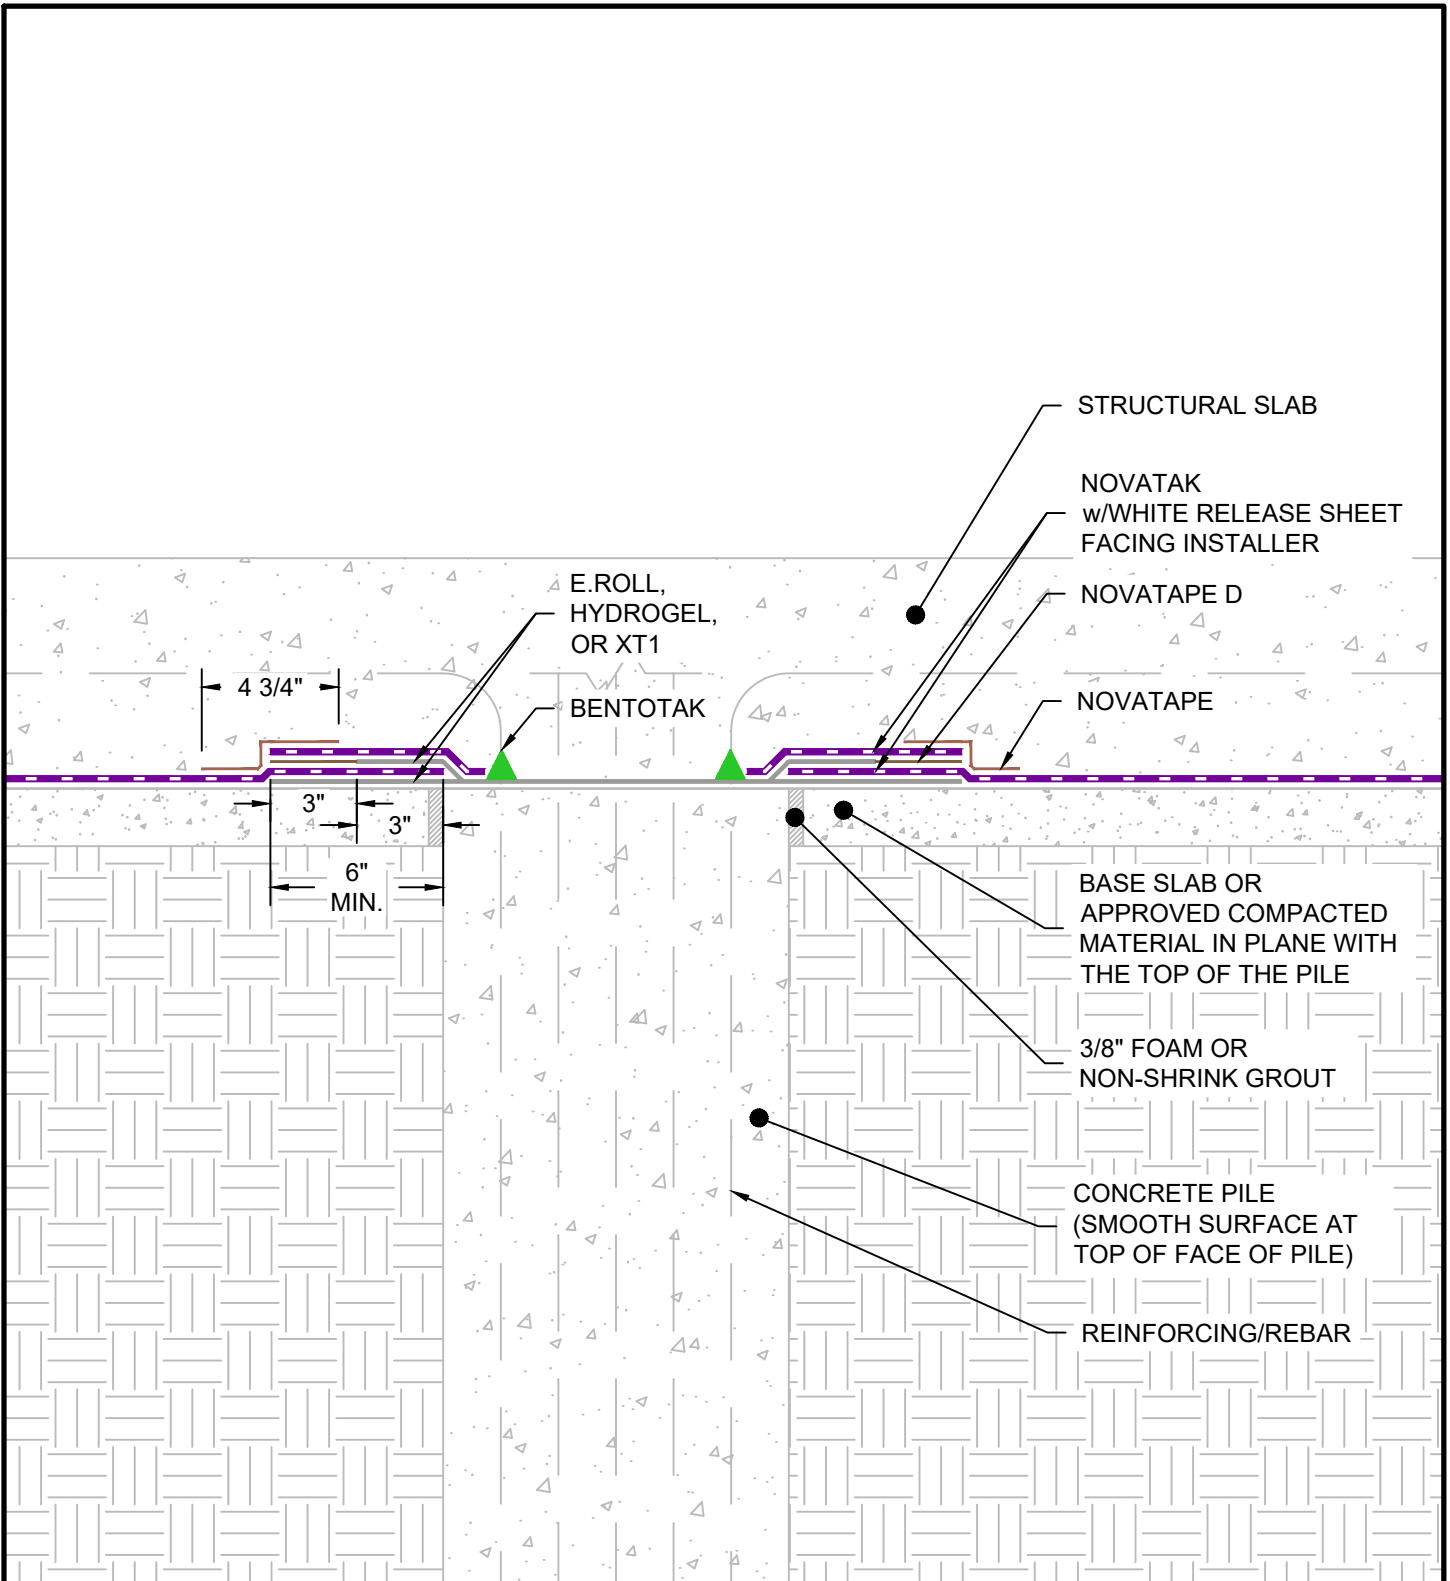 STRUCTURAL SLAB
NOVATAK
w/WHITE RELEASE SHEET
FACING INSTALLER
E.ROLL,
HYDROGEL,
OR XT1
NOVATAPE D
4 3/4"
BENTOTAK
NOVATAPE
3"
3"
6"
MIN.
BASE SLAB OR
APPROVED COMPACTED
MATERIAL IN PLANE WITH
THE TOP OF THE PILE
3/8" FOAM OR
NON-SHRINK GROUT
CONCRETE PILE
(SMOOTH SURFACE AT
TOP OF FACE OF PILE)
REINFORCING/REBAR